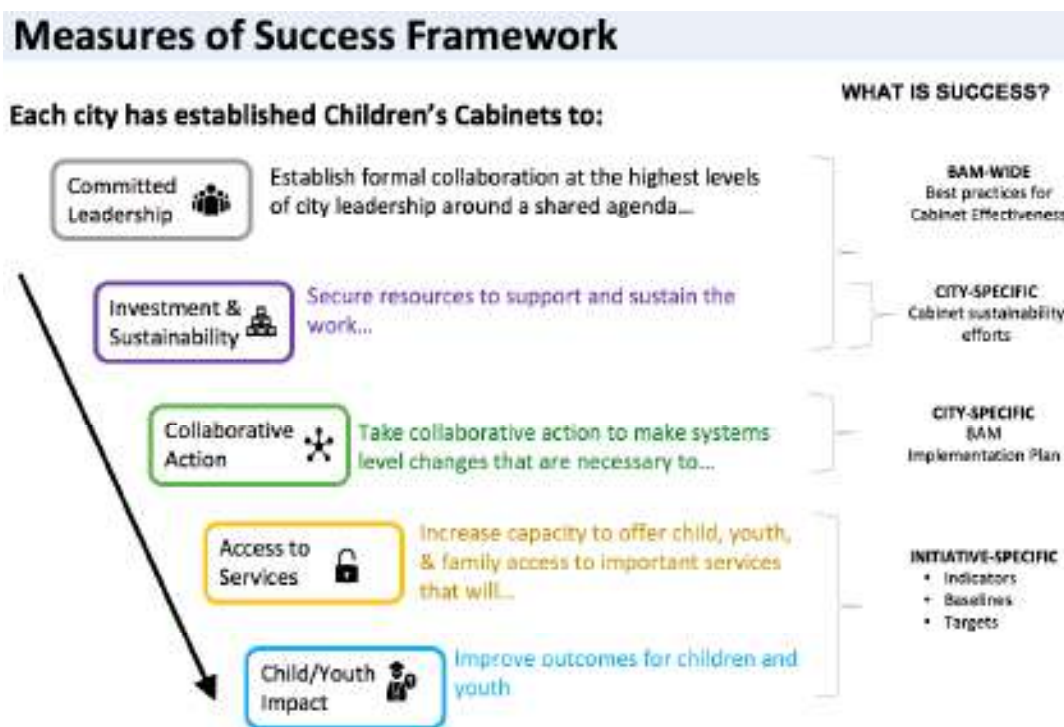 Measures of Success Framework
WHAT IS SUCCESS?
Each city has established Children's Cabinets to:
Committed
Leadership
Establish formal collaboration at the highest levels
of city leadership around a shared agenda...
BAM-WIDE
Best practices for
Cabinet Effectiveness
Investment &
Sustainability
Secure resources to support and sustain the
work...
CITY-SPECIFIC
Cabinet sustainability
efforts
Collaborative
Action
Take collaborative action to make systems
level changes that are necessary to...
CITY-SPECIFIC
BAM
Implementation Plan
Access to
Services
Increase capacity to offer child, youth,
& family access to important services
that will...
INITIATIVE-SPECIFIC
• Indicators
• Baselines
• Targets
Child/Youth
Impact
Improve outcomes for children and
youth